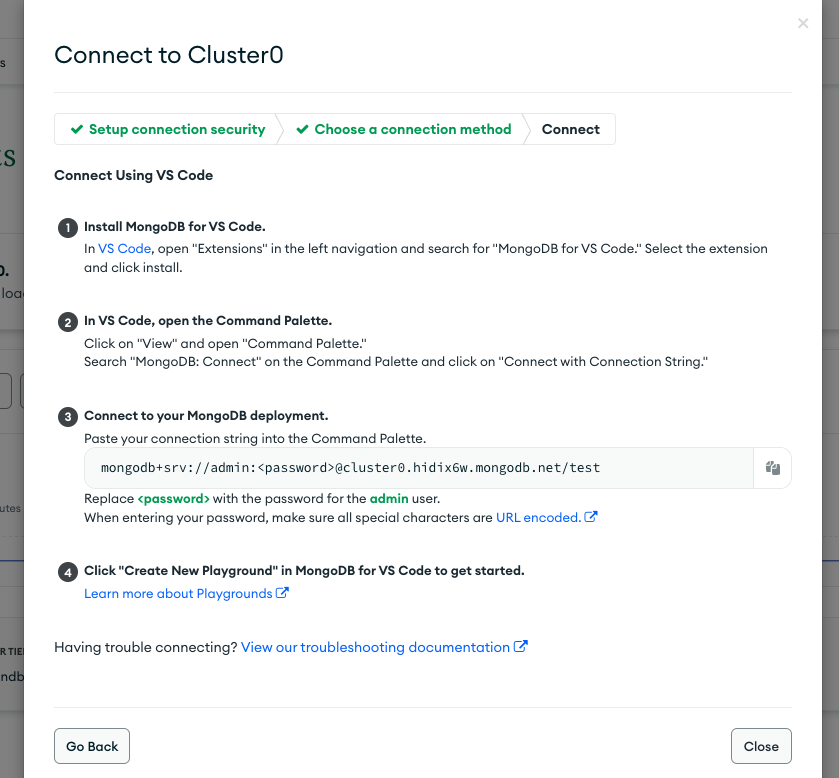 Connect to Cluster0
Setup connection security
Choose a connection method
Connect
Connect Using VS Code
1 Install MongoDB for VS Code.
In VS Code, open "Extensions" in the left navigation and search for "MongoDB for VS Code." Select the extension
and click install.
2 In VS Code, open the Command Palette.
Click on "View" and open "Command Palette."
Search "MongoDB: Connect" on the Command Palette and click on "Connect with Connection String."
3 Connect to your MongoDB deployment.
Paste your connection string into the Command Palette.
mongodb+srv://admin:<password>@cluster0.hidix6w.mongodb.net/test
Replace <password> with the password for the admin user.
When entering your password, make sure all special characters are URL encoded.
4 Click "Create New Playground" in MongoDB for VS Code to get started.
Learn more about Playgrounds
Having trouble connecting? View our troubleshooting documentation
Go Back
Close